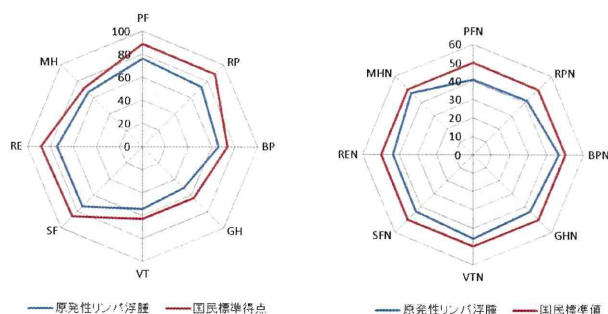 PF
100
80
60
40
20
0
MH
RP
RE
BP
SF
GH
VT
原発性リンパ浮腫
国民標準得点
PFN
60
50
40
30
20
10
0
MHN
RPN
REN
BPN
SFN
GHN
VTN
原発性リンパ浮腫
国民標準値